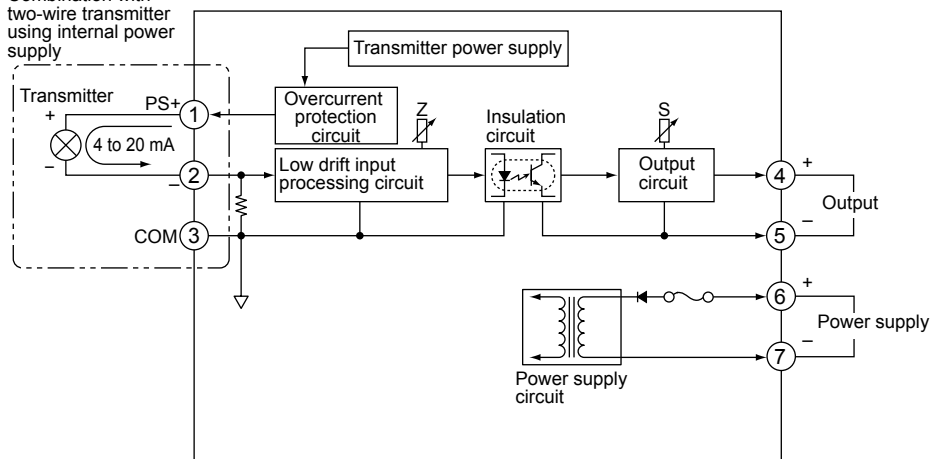 Combination with
two-wire transmitter
using internal power
supply
Transmitter power supply
Transmitter
PS+
1
Overcurrent
protection
circuit
Z
Insulation
circuit
S
+
4 to 20 mA
–
2
–
Low drift input
processing circuit
Output
circuit
4
+
Output
COM
3
5
–
6
+
Power supply
7
–
Power supply
circuit